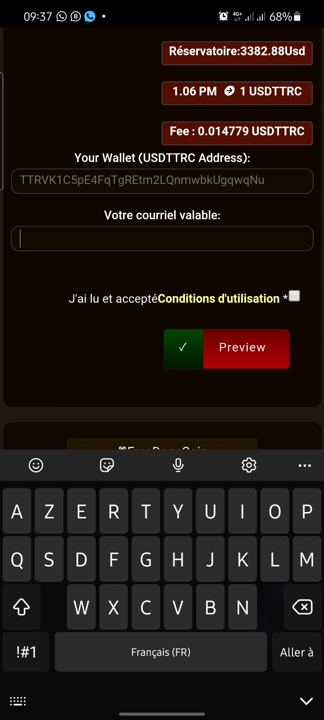 09:37 68%
Réservatoire:3382.88Usd
1.06 PM ➔ 1 USDTTRC
Fee : 0.014779 USDTTRC
Your Wallet (USDTTRC Address):
TTRVK1C5pE4FqTgREtm2LQnmwbkUgqwqNu
Votre courriel valable:
J'ai lu et acceptéConditions d'utilisation *
✓ Preview
A Z E R T Y U I O P
Q S D F G H J K L M
W X C V B N
!#1 Français (FR) Aller à